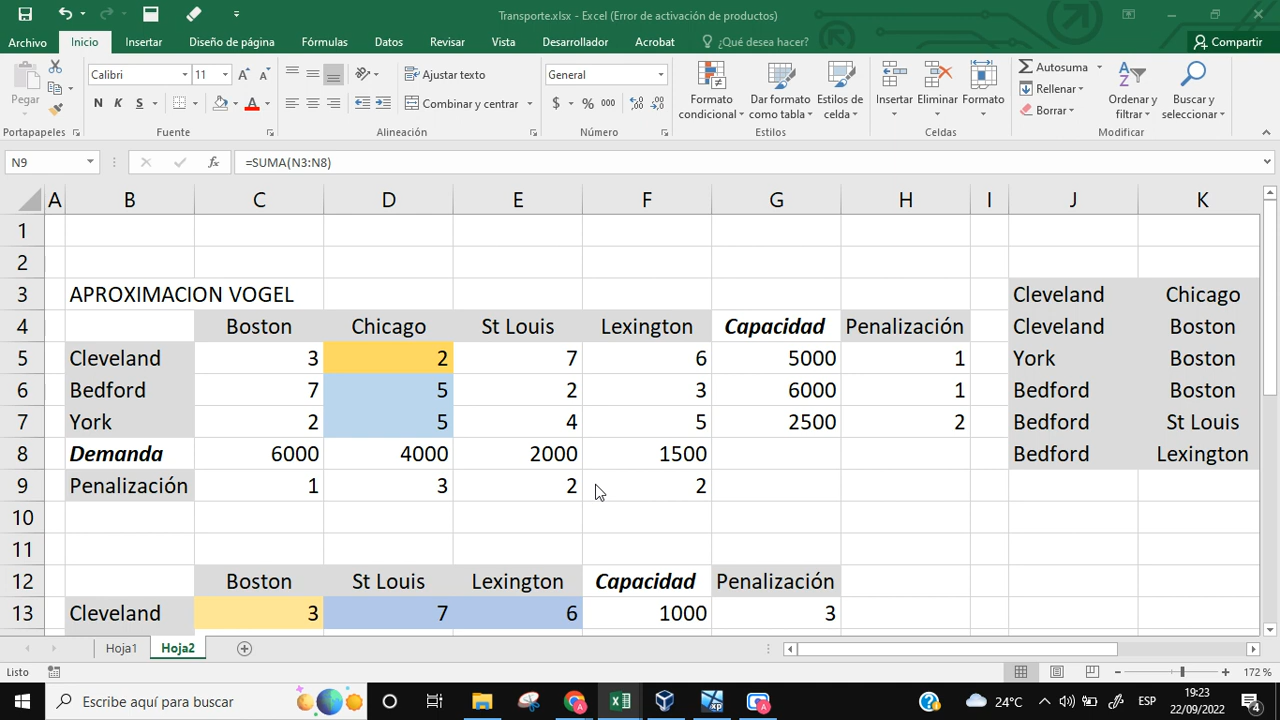 Transporte.xlsx - Excel (Error de activación de productos)
Archivo Inicio Insertar Diseño de página Fórmulas Datos Revisar Vista Desarrollador Acrobat ¿Qué desea hacer? Compartir
Pegar
Calibri 11
N K S
Ajustar texto
Combinar y centrar
General
$ % 000
Formato condicional
Dar formato como tabla
Estilos de celda
Insertar Eliminar Formato
Autosuma
Rellenar
Borrar
Ordenar y filtrar
Buscar y seleccionar
Portapapeles Fuente Alineación Número Estilos Celdas Modificar
N9 fx =SUMA(N3:N8)
A B C D E F G H I J K
1
2
3 APROXIMACION VOGEL Cleveland Chicago
4 Boston Chicago St Louis Lexington Capacidad Penalización Cleveland Boston
5 Cleveland 3 2 7 6 5000 1 York Boston
6 Bedford 7 5 2 3 6000 1 Bedford Boston
7 York 2 5 4 5 2500 2 Bedford St Louis
8 Demanda 6000 4000 2000 1500 Bedford Lexington
9 Penalización 1 3 2 2
10
11
12 Boston St Louis Lexington Capacidad Penalización
13 Cleveland 3 7 6 1000 3
Hoja1 Hoja2
Listo 172 %
Escribe aquí para buscar
24°C ESP 19:23
22/09/2022 4